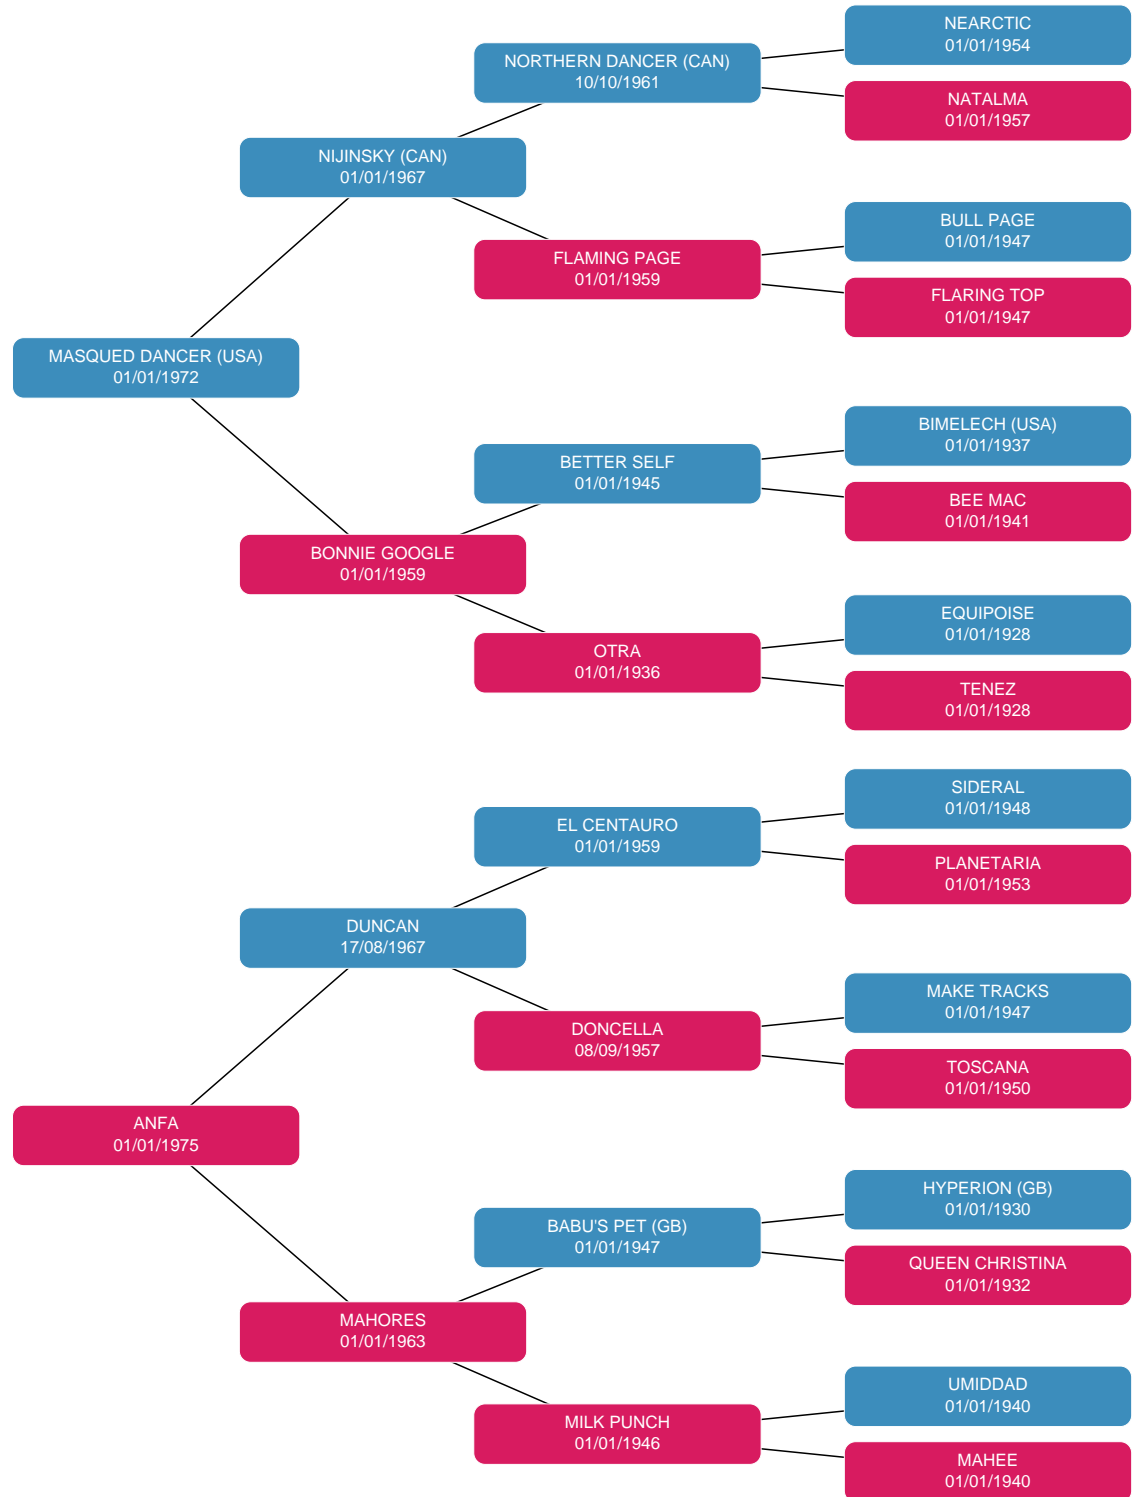 NEARCTIC
01/01/1954
NORTHERN DANCER (CAN)
10/10/1961
NATALMA
01/01/1957
NIJINSKY (CAN)
01/01/1967
BULL PAGE
01/01/1947
FLAMING PAGE
01/01/1959
FLARING TOP
01/01/1947
MASQUED DANCER (USA)
01/01/1972
BIMELECH (USA)
01/01/1937
BETTER SELF
01/01/1945
BEE MAC
01/01/1941
BONNIE GOOGLE
01/01/1959
EQUIPOISE
01/01/1928
OTRA
01/01/1936
TENEZ
01/01/1928
SIDERAL
01/01/1948
EL CENTAURO
01/01/1959
PLANETARIA
01/01/1953
DUNCAN
17/08/1967
MAKE TRACKS
01/01/1947
DONCELLA
08/09/1957
TOSCANA
01/01/1950
ANFA
01/01/1975
HYPERION (GB)
01/01/1930
BABU'S PET (GB)
01/01/1947
QUEEN CHRISTINA
01/01/1932
MAHORES
01/01/1963
UMIDDAD
01/01/1940
MILK PUNCH
01/01/1946
MAHEE
01/01/1940